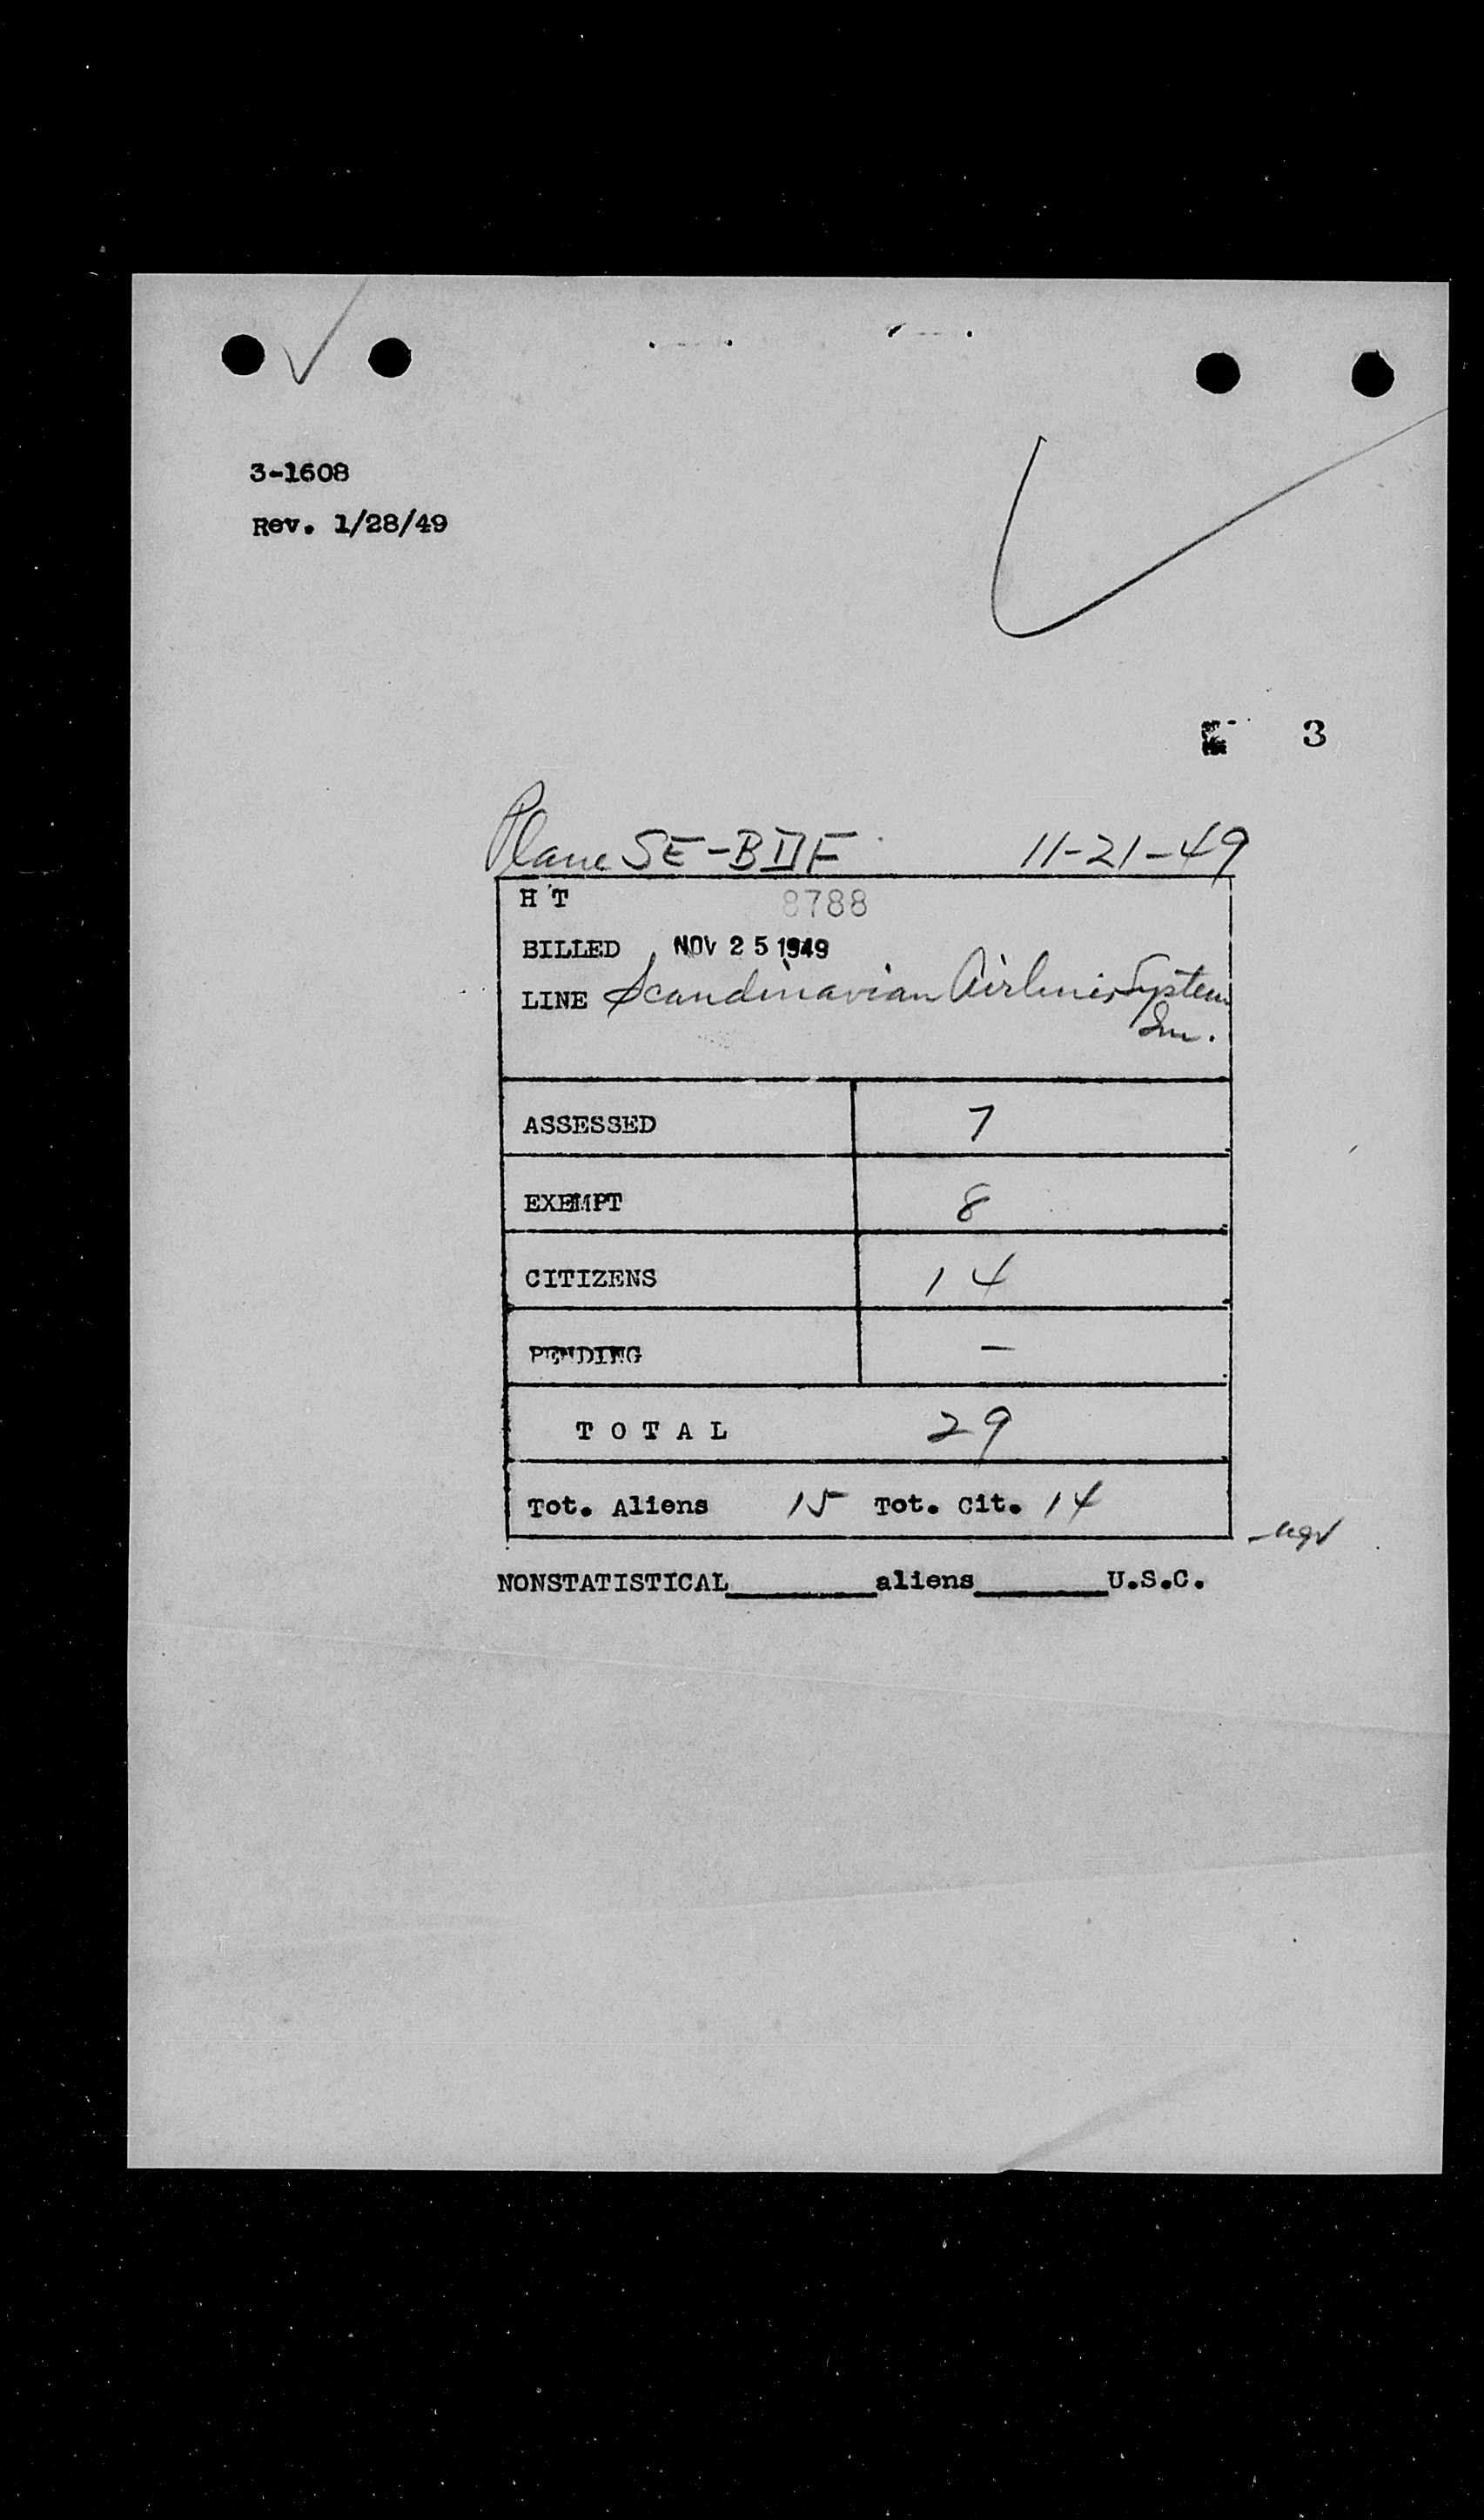 3-1608
Rev. 1/28/49
3
Plane SE-BDF 11-21-49
H T 8788
BILLED NOV 25 1949
LINE Scandinavian Airlines System
Inc.
ASSESSED 7
EXEMPT 8
CITIZENS 14
PENDING —
TOTAL 29
Tot. Aliens 15 Tot. Cit. 14
NONSTATISTICAL________aliens________U.S.C.